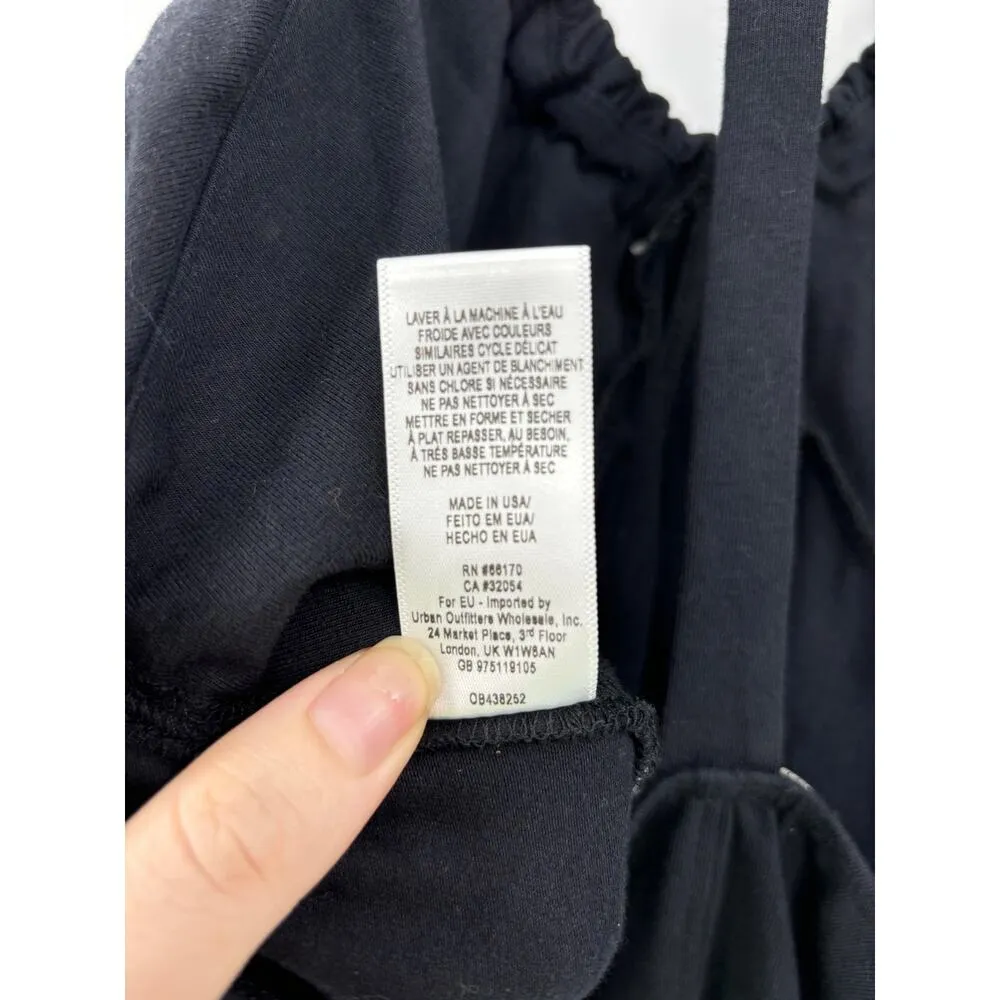 LAVER À LA MACHINE À L'EAU
FROIDE AVEC COULEURS
SIMILAIRES CYCLE DÉLICAT
UTILISER UN AGENT DE BLANCHIMENT
SANS CHLORE SI NÉCESSAIRE
NE PAS NETTOYER À SEC
METTRE EN FORME ET SECHER
À PLAT REPASSER, AU BESOIN,
À TRÉS BASSE TEMPÉRATURE
NE PAS NETTOYER À SEC
MADE IN USA/
FEITO EM EUA/
HECHO EN EUA
RN #66170
CA #32054
For EU - Imported by
Urban Outfitters Wholesale, Inc.
24 Market Place, 3rd Floor
London, UK W1W8AN
GB 975119105
OB438252